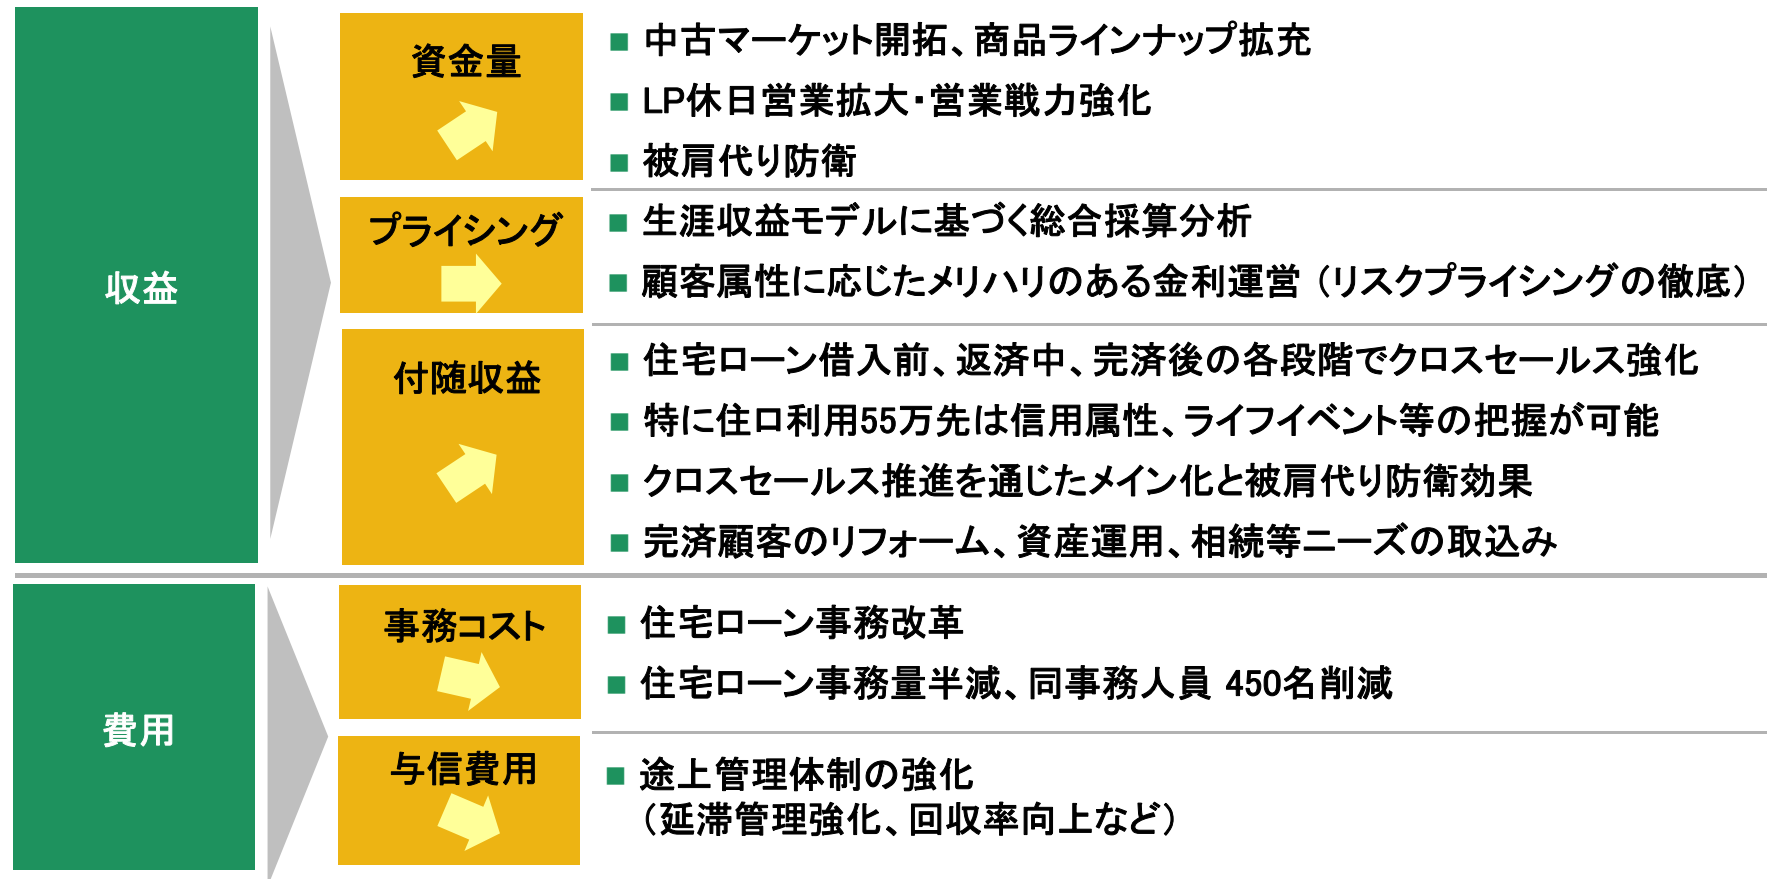 収益
資金量
■ 中古マーケット開拓、商品ラインナップ拡充
■ LP休日営業拡大・営業戦力強化
■ 被肩代り防衛
プライシング
■ 生涯収益モデルに基づく総合採算分析
■ 顧客属性に応じたメリハリのある金利運営（リスクプライシングの徹底）
付随収益
■ 住宅ローン借入前、返済中、完済後の各段階でクロスセールス強化
■ 特に住ロ利用55万先は信用属性、ライフイベント等の把握が可能
■ クロスセールス推進を通じたメイン化と被肩代り防衛効果
■ 完済顧客のリフォーム、資産運用、相続等ニーズの取込み
費用
事務コスト
■ 住宅ローン事務改革
■ 住宅ローン事務量半減、同事務人員 450名削減
与信費用
■ 途上管理体制の強化
（延滞管理強化、回収率向上など）